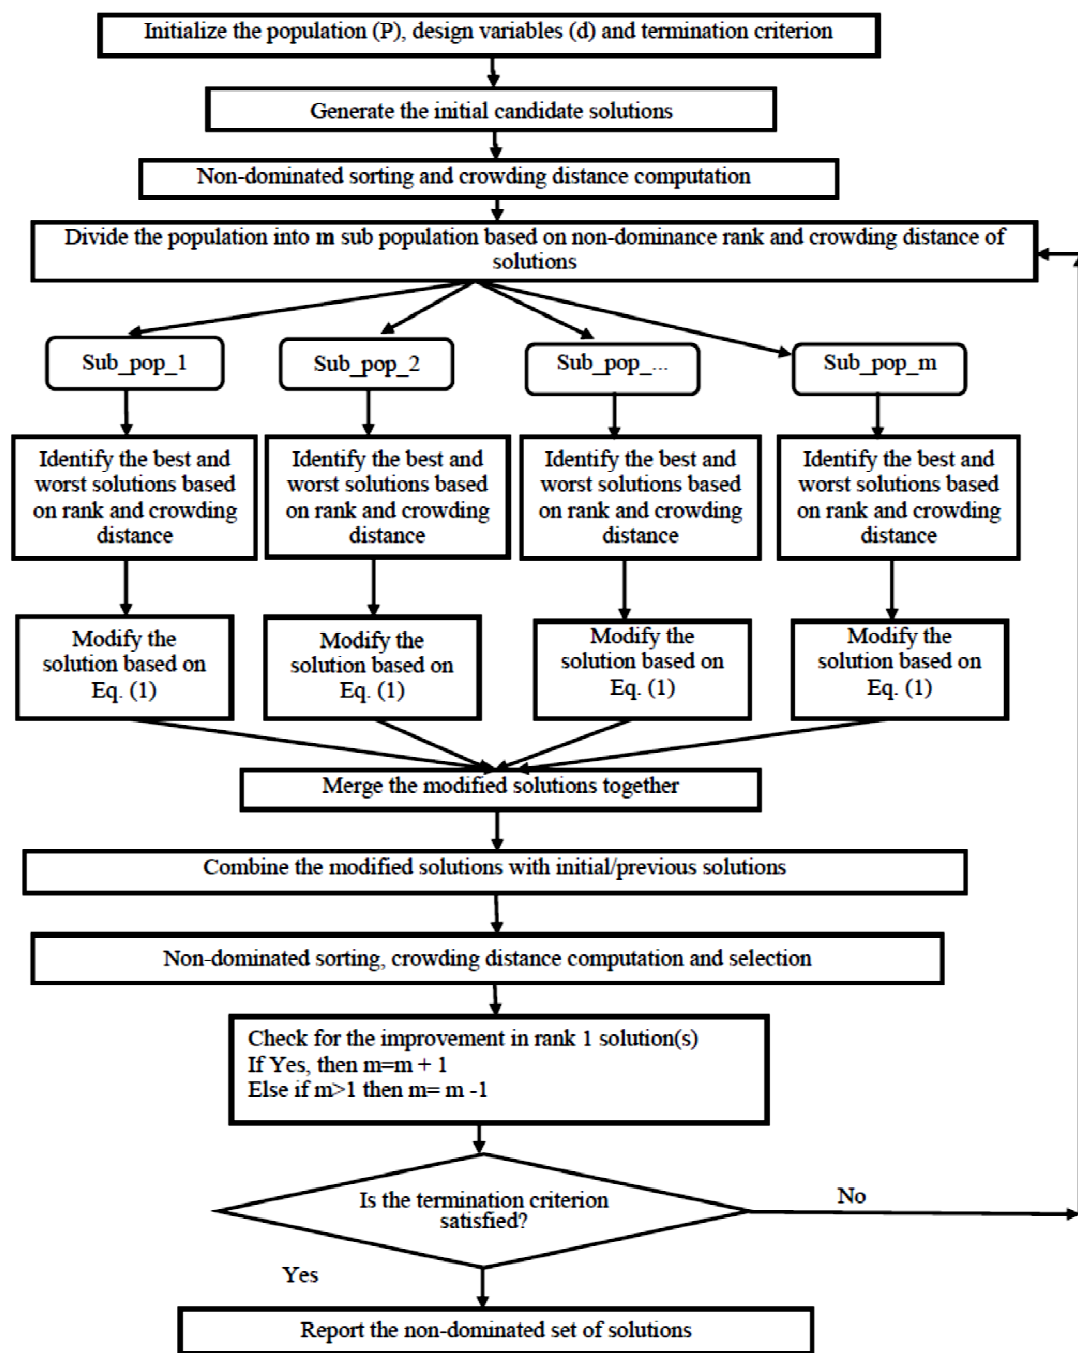 Initialize the population (P), design variables (d) and termination criterion
Generate the initial candidate solutions
Non-dominated sorting and crowding distance computation
Divide the population into m sub population based on non-dominance rank and crowding distance of
solutions
Sub_pop_1
Sub_pop_2
Sub_pop_...
Sub_pop_m
Identify the best and
worst solutions based
on rank and crowding
distance
Identify the best and
worst solutions based
on rank and crowding
distance
Identify the best and
worst solutions based
on rank and crowding
distance
Identify the best and
worst solutions based
on rank and crowding
distance
Modify the
solution based on
Eq. (1)
Modify the
solution based on
Eq. (1)
Modify the
solution based on
Eq. (1)
Modify the
solution based on
Eq. (1)
Merge the modified solutions together
Combine the modified solutions with initial/previous solutions
Non-dominated sorting, crowding distance computation and selection
Check for the improvement in rank 1 solution(s)
If Yes, then m=m + 1
Else if m>1 then m= m -1
Is the termination criterion
satisfied?
No
Yes
Report the non-dominated set of solutions